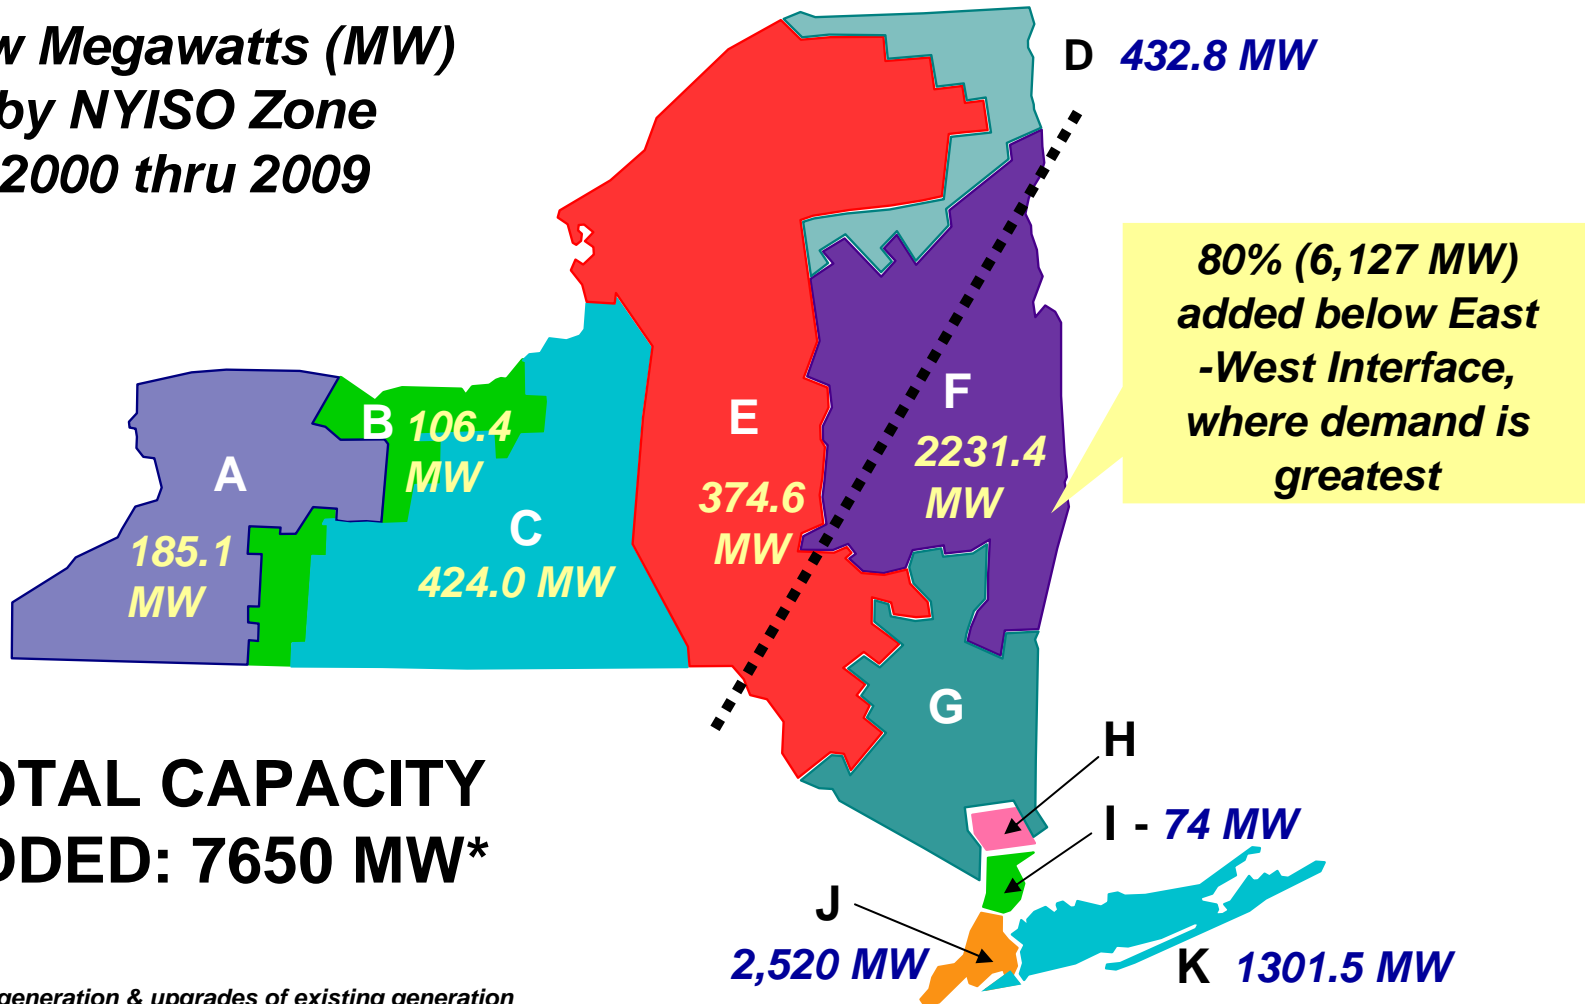 w Megawatts (MW)
by NYISO Zone
2000 thru 2009
D 432.8 MW
80% (6,127 MW)
added below East
-West Interface,
where demand is
greatest
B 106.4
MW
A
185.1
MW
C
424.0 MW
E
374.6
MW
F
2231.4
MW
G
H
I - 74 MW
J
2,520 MW
K 1301.5 MW
OTAL CAPACITY
DDED: 7650 MW*
generation & upgrades of existing generation